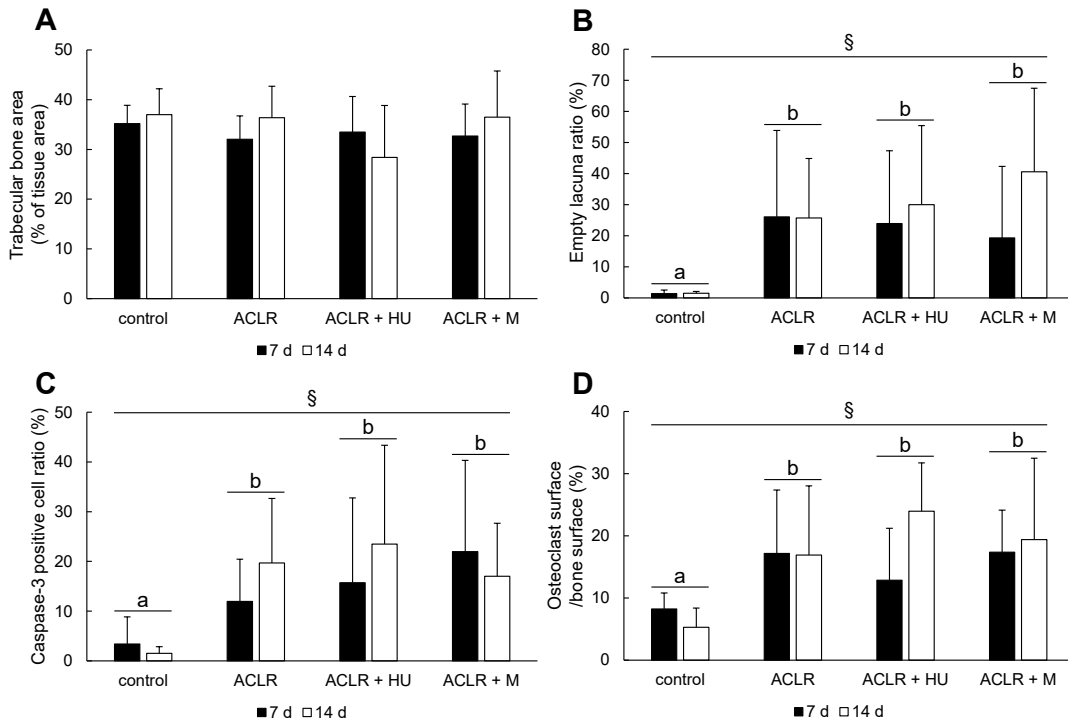 A
Trabecular bone area
(% of tissue area)
50
40
30
20
10
0
control ACLR ACLR + HU ACLR + M
7 d 14 d
B
Empty lacuna ratio (%)
80
70
60
50
40
30
20
10
0
§
a b b b
control ACLR ACLR + HU ACLR + M
7 d 14 d
C
Caspase-3 positive cell ratio (%)
50
40
30
20
10
0
§
a b b b
control ACLR ACLR + HU ACLR + M
7 d 14 d
D
Osteoclast surface
/bone surface (%)
40
30
20
10
0
§
a b b b
control ACLR ACLR + HU ACLR + M
7 d 14 d